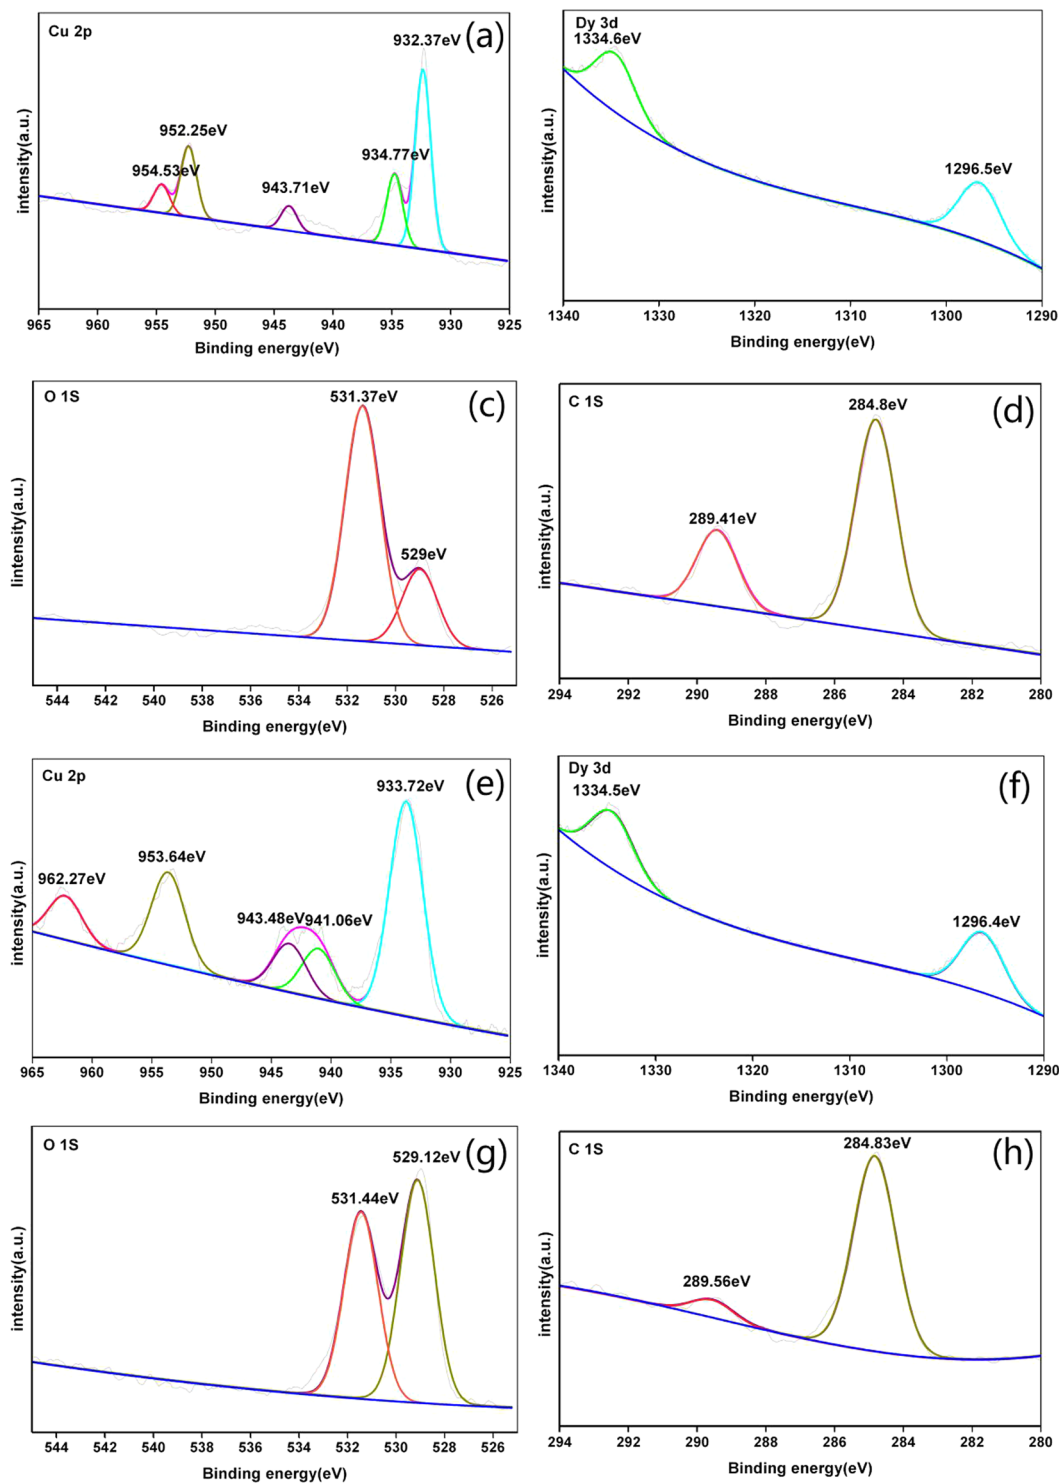 Cu 2p
(a)
932.37eV
952.25eV
934.77eV
954.53eV
943.71eV
intensity(a.u.)
965 960 955 950 945 940 935 930 925
Binding energy(eV)
Dy 3d
1334.6eV
1296.5eV
intensity(a.u.)
1340 1330 1320 1310 1300 1290
Binding energy(eV)
O 1S
(c)
531.37eV
529eV
Iintensity(a.u.)
544 542 540 538 536 534 532 530 528 526
Binding energy(eV)
C 1S
(d)
284.8eV
289.41eV
intensity(a.u.)
294 292 290 288 286 284 282 280
Binding energy(eV)
Cu 2p
(e)
933.72eV
953.64eV
962.27eV
943.48eV
941.06eV
intensity(a.u.)
965 960 955 950 945 940 935 930 925
Binding energy(eV)
Dy 3d
(f)
1334.5eV
1296.4eV
intensity(a.u.)
1340 1330 1320 1310 1300 1290
Binding energy(eV)
O 1S
(g)
529.12eV
531.44eV
intensity(a.u.)
544 542 540 538 536 534 532 530 528 526
Binding energy(eV)
C 1S
(h)
284.83eV
289.56eV
intensity(a.u.)
294 292 290 288 286 284 282 280
Binding energy(eV)